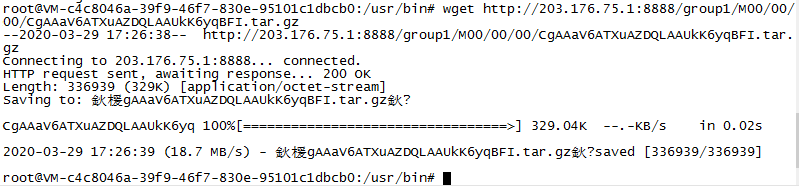 root@VM-c4c8046a-39f9-46f7-830e-95101c1dbcb0:/usr/bin# wget http://203.176.75.1:8888/group1/M00/00/
00/CgAAaV6ATXuAZDQLAAUkK6yqBFI.tar.gz
--2020-03-29 17:26:38--  http://203.176.75.1:8888/group1/M00/00/00/CgAAaV6ATXuAZDQLAAUkK6yqBFI.tar.
gz
Connecting to 203.176.75.1:8888... connected.
HTTP request sent, awaiting response... 200 OK
Length: 336939 (329K) [application/octet-stream]
Saving to: 鈥楥gAAaV6ATXuAZDQLAAUkK6yqBFI.tar.gz鈥?
CgAAaV6ATXuAZDQLAAUkK6yq 100%[================================>] 329.04K  --.-KB/s    in 0.02s
2020-03-29 17:26:39 (18.7 MB/s) - 鈥楥gAAaV6ATXuAZDQLAAUkK6yqBFI.tar.gz鈥?saved [336939/336939]
root@VM-c4c8046a-39f9-46f7-830e-95101c1dbcb0:/usr/bin#